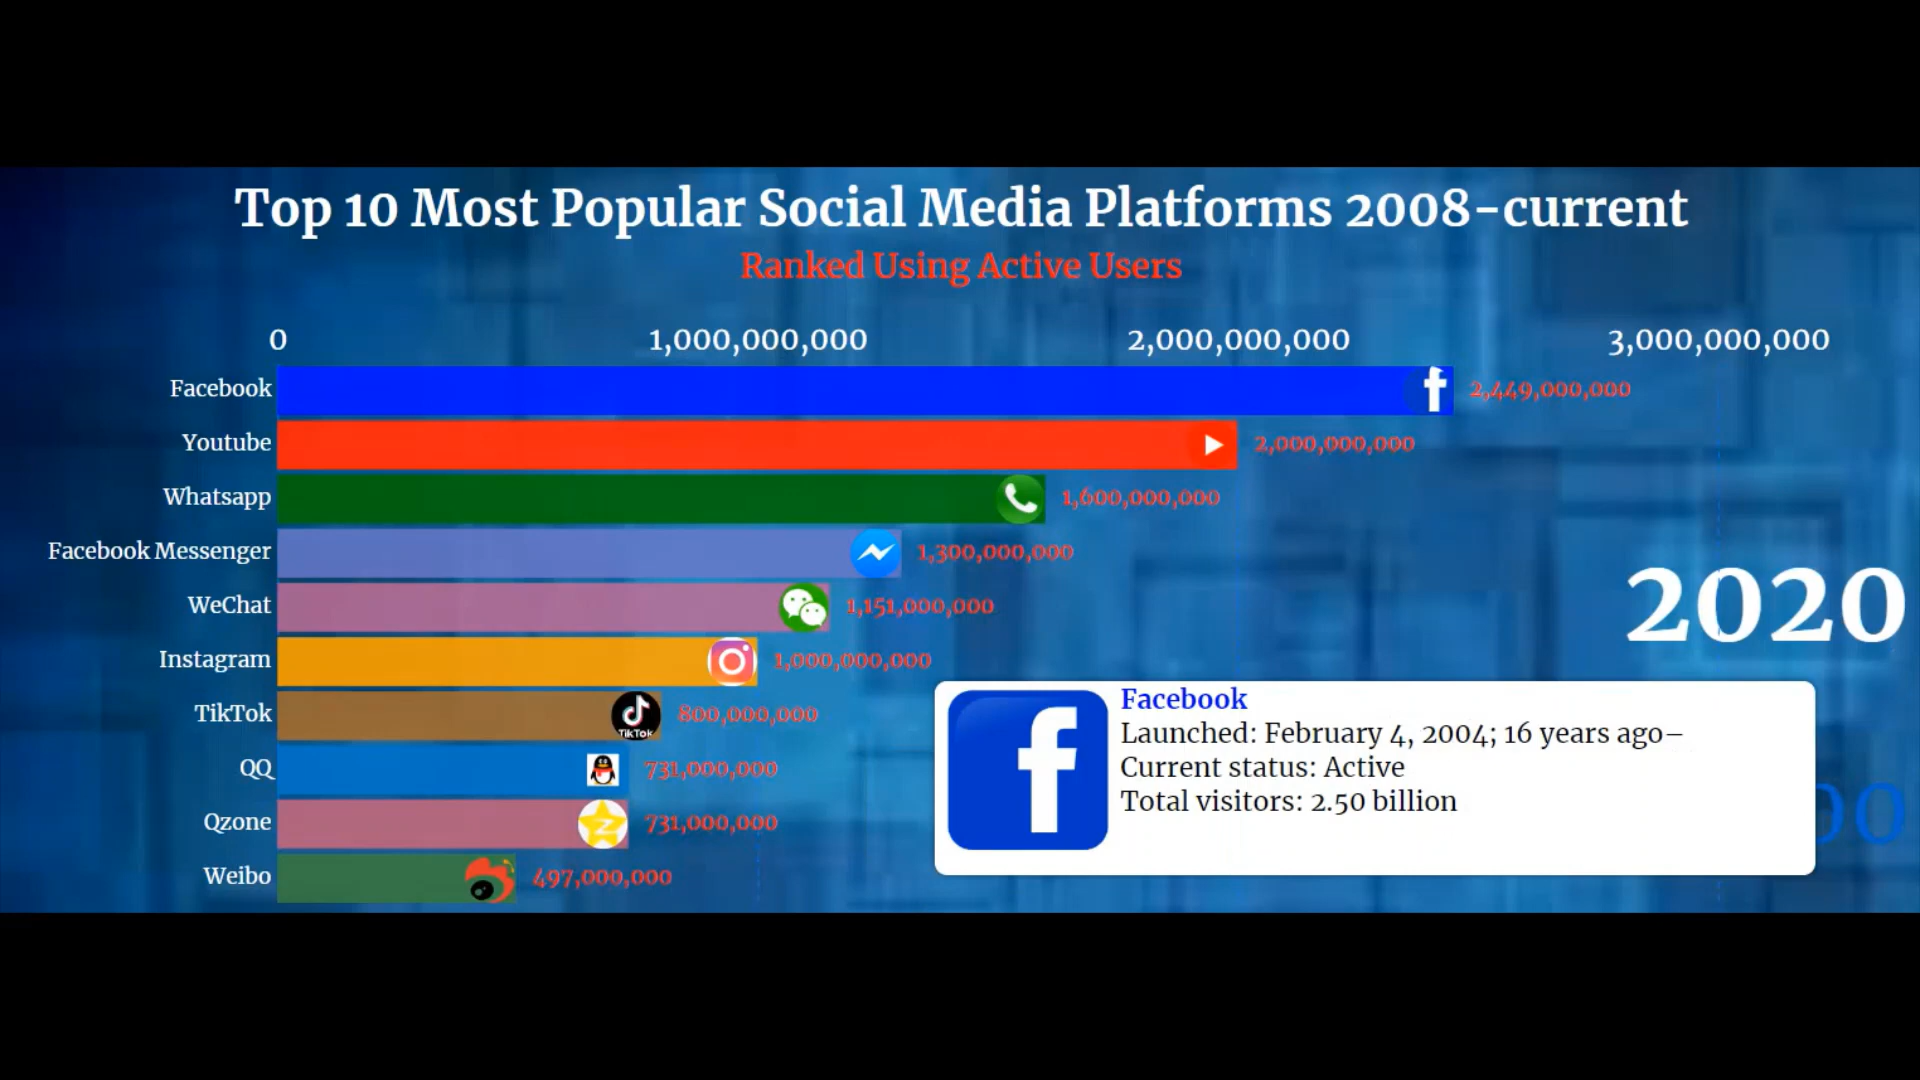 Top 10 Most Popular Social Media Platforms 2008-current
Ranked Using Active Users
0 1,000,000,000 2,000,000,000 3,000,000,000
Facebook 2,449,000,000
Youtube 2,000,000,000
Whatsapp 1,600,000,000
Facebook Messenger 1,300,000,000
WeChat 1,151,000,000
Instagram 1,000,000,000
TikTok TikTok 800,000,000
QQ 731,000,000
Qzone 731,000,000
Weibo 497,000,000
2020
Facebook
Launched: February 4, 2004; 16 years ago–
Current status: Active
Total visitors: 2.50 billion